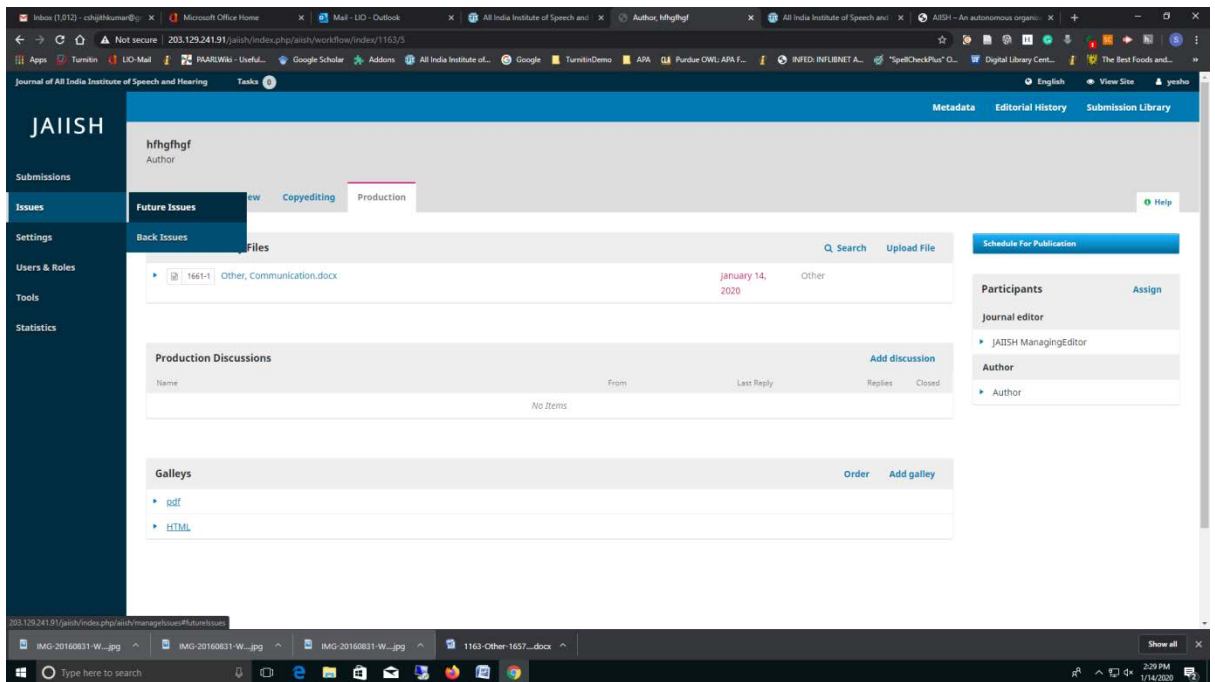 Inbox (1,012) - cshijithkumar@g
Microsoft Office Home
Mail - LIO - Outlook
All India Institute of Speech and
Author, hfhgfhgf
All India Institute of Speech and
AIISH – An autonomous organiz
Not secure | 203.129.241.91/jaiish/index.php/aiish/workflow/index/1163/5
Apps
Turnitin
LIO-Mail
PAARLWiki - Useful...
Google Scholar
Addons
All India Institute of...
Google
TurnitinDemo
APA
Purdue OWL: APA F...
INFED: INFLIBNET A...
"SpellCheckPlus" O...
Digital Library Cent...
The Best Foods and...
Journal of All India Institute of Speech and Hearing
Tasks 0
English
View Site
yesho
Metadata
Editorial History
Submission Library
JAIISH
hfhgfhgf
Author
Submissions
Issues
Future Issues
ew
Copyediting
Production
Help
Settings
Back Issues
Files
Search
Upload File
Schedule For Publication
Users & Roles
1661-1 Other, Communication.docx
January 14,
2020
Other
Tools
Participants
Assign
Journal editor
Statistics
JAIISH ManagingEditor
Production Discussions
Add discussion
Author
Name
From
Last Reply
Replies
Closed
Author
No Items
Galleys
Order
Add galley
pdf
HTML
203.129.241.91/jaiish/index.php/aiish/manageIssues#futureIssues
IMG-20160831-W....jpg
IMG-20160831-W....jpg
IMG-20160831-W....jpg
1163-Other-1657....docx
Show all
Type here to search
2:29 PM
1/14/2020